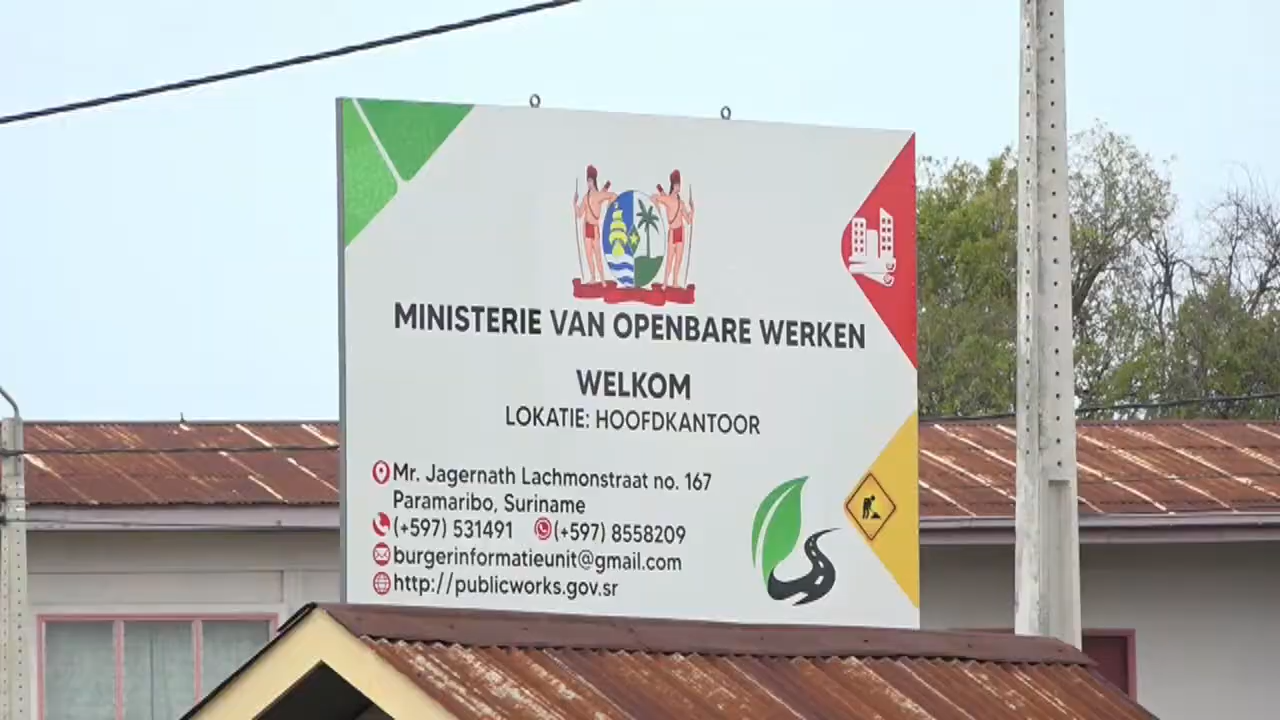 MINISTERIE VAN OPENBARE WERKEN
WELKOM
LOKATIE: HOOFDKANTOOR
Mr. Jagernath Lachmonstraat no. 167
Paramaribo, Suriname
(+597) 531491 (+597) 8558209
burgerinformatieunit@gmail.com
http://publicworks.gov.sr